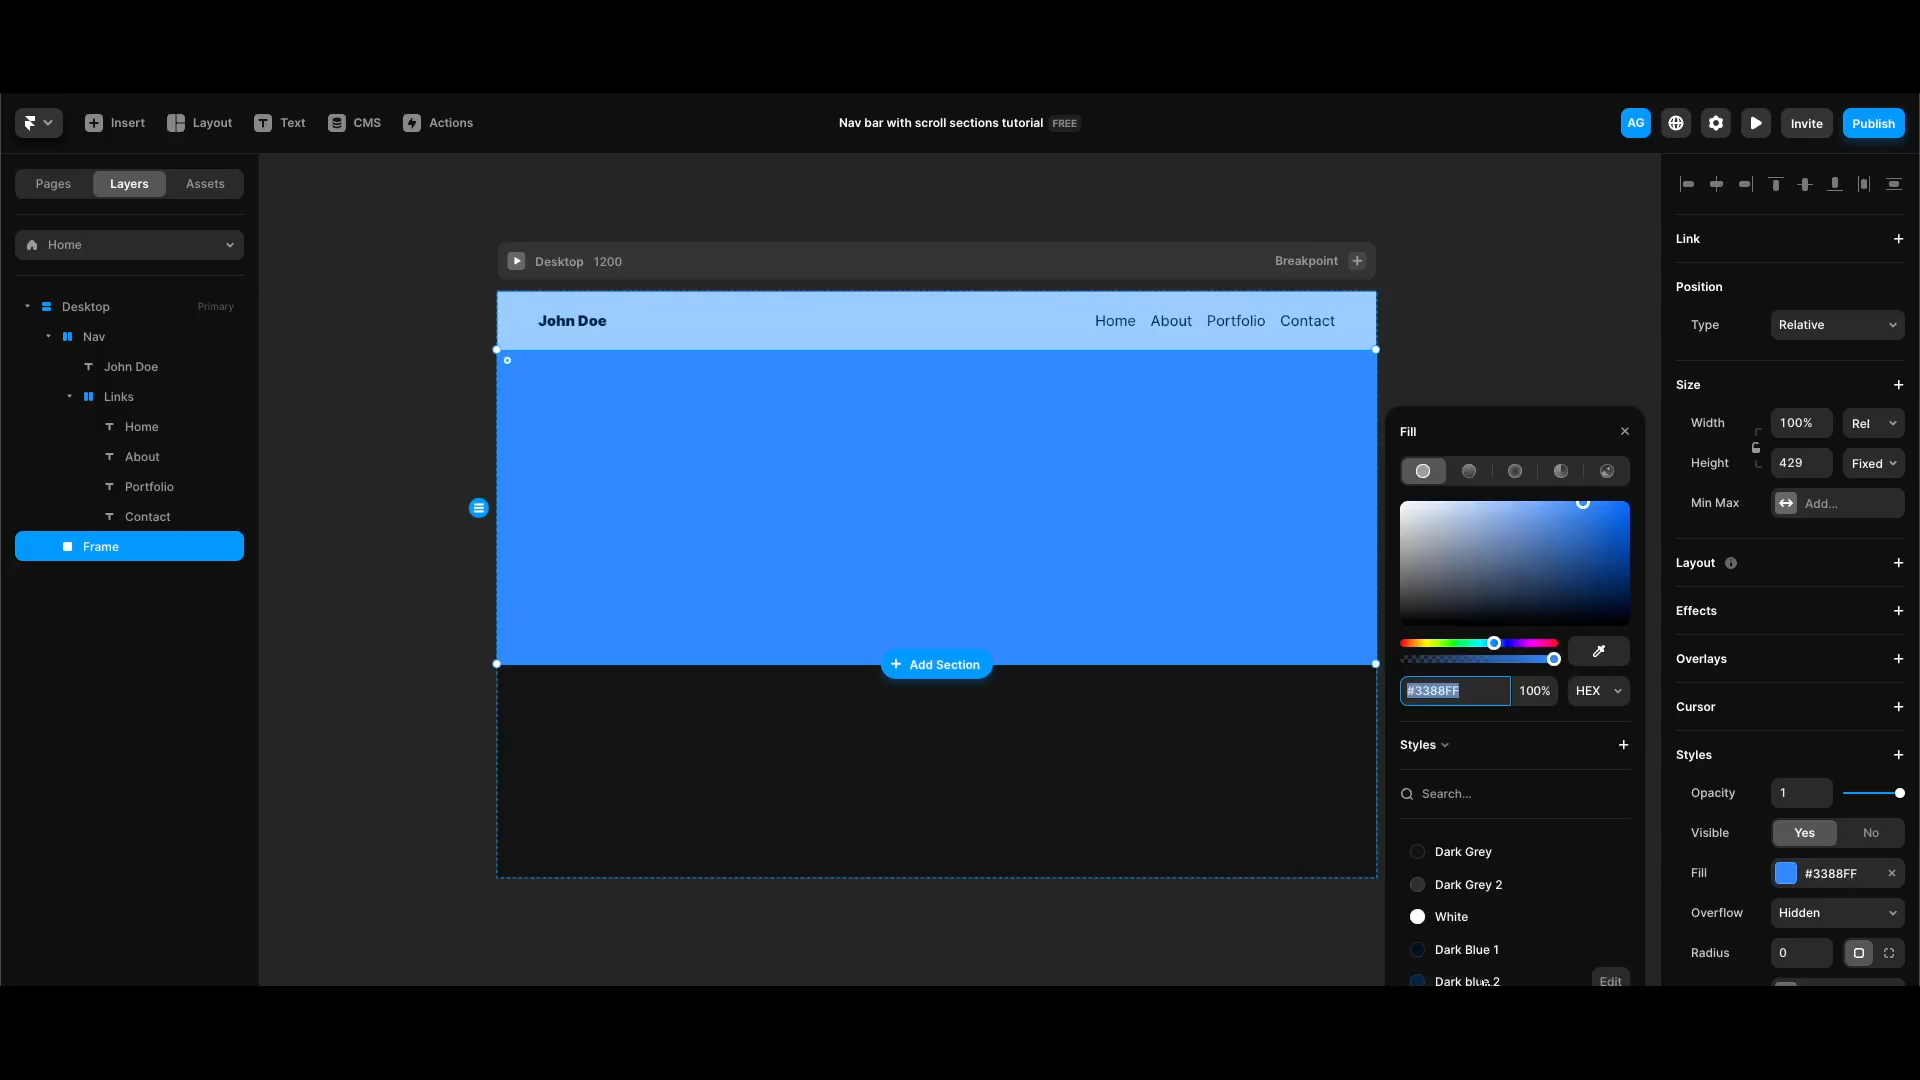 Insert
Layout
Text
CMS
Actions
Nav bar with scroll sections tutorial FREE
AG
Invite
Publish
Pages
Layers
Assets
Home
Desktop Primary
Nav
John Doe
Links
Home
About
Portfolio
Contact
Frame
Desktop 1200
Breakpoint
John Doe
Home About Portfolio Contact
Add Section
Fill
#3388FF 100% HEX
Styles
Search...
Dark Grey
Dark Grey 2
White
Dark Blue 1
Dark blue 2 Edit
Link
Position
Type Relative
Size
Width 100% Rel
Height 429 Fixed
Min Max Add...
Layout
Effects
Overlays
Cursor
Styles
Opacity 1
Visible Yes No
Fill #3388FF
Overflow Hidden
Radius 0